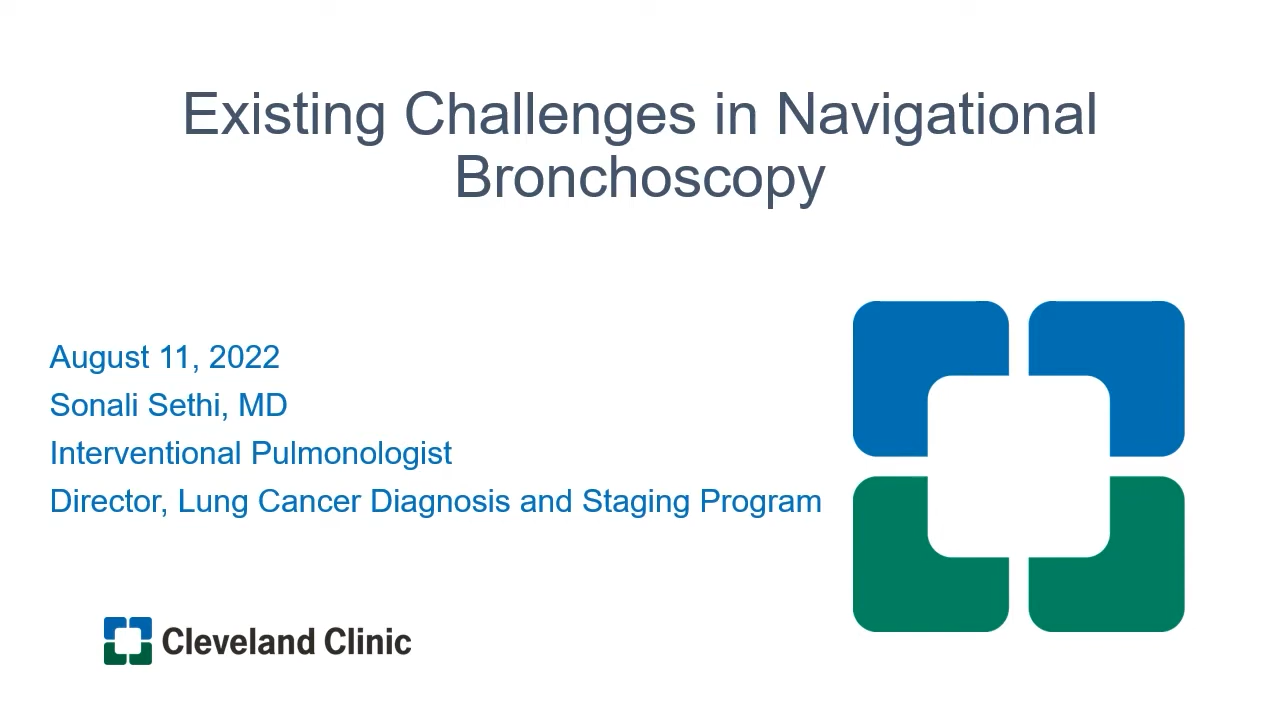 Existing Challenges in Navigational
Bronchoscopy
August 11, 2022
Sonali Sethi, MD
Interventional Pulmonologist
Director, Lung Cancer Diagnosis and Staging Program
Cleveland Clinic